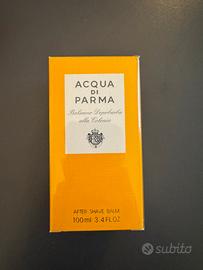 ACQUA
DI
PARMA
Balsamo Dopobarba
alla Colonia
AFTER SHAVE BALM
100ml 3.4 FL.OZ
subito